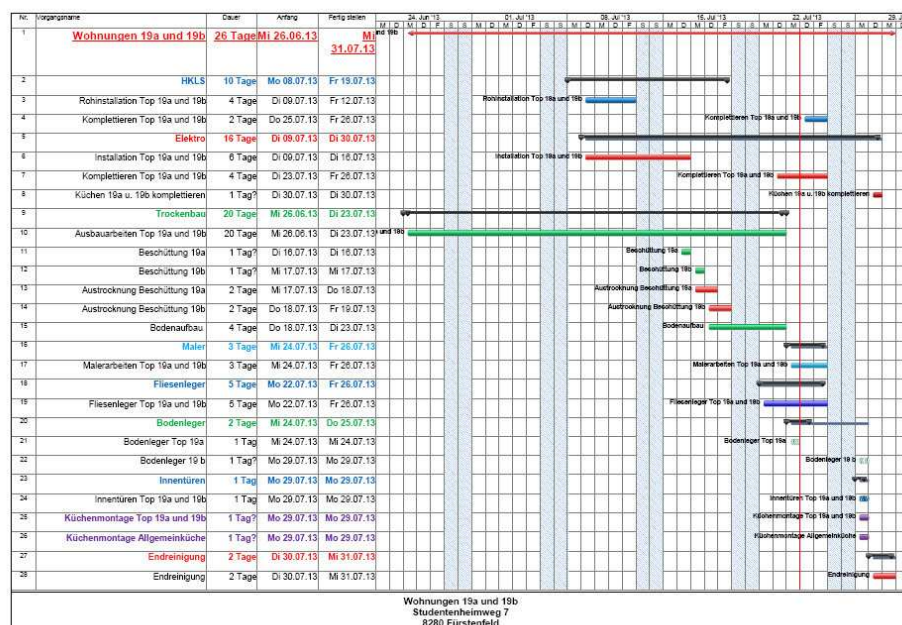 Nr. Vorgangsname Dauer Anfang Fertig stellen 24. Jun '13 01. Jul '13 08. Jul '13 15. Jul '13 22. Jul '13
M D M D F S S M D M D F S S M D M D F S S M D M D F S S M D M D F S S M D
1 Wohnungen 19a und 19b 26 Tage Mi 26.06.13 Mi 31.07.13 und 19b
2 HKLS 10 Tage Mo 08.07.13 Fr 19.07.13
3 Rohinstallation Top 19a und 19b 4 Tage Di 09.07.13 Fr 12.07.13 Rohinstallation Top 19a und 19b
4 Komplettieren Top 19a und 19b 2 Tage Do 25.07.13 Fr 26.07.13 Komplettieren Top 19a und 19b
5 Elektro 16 Tage Di 09.07.13 Di 30.07.13
6 Installation Top 19a und 19b 6 Tage Di 09.07.13 Di 16.07.13 Installation Top 19a und 19b
7 Komplettieren Top 19a und 19b 4 Tage Di 23.07.13 Fr 26.07.13 Komplettieren Top 19a und 19b
8 Küchen 19a u. 19b komplettieren 1 Tag? Di 30.07.13 Di 30.07.13 Küchen 19a u. 19b komplettieren
9 Trockenbau 20 Tage Mi 26.06.13 Di 23.07.13
10 Ausbauarbeiten Top 19a und 19b 20 Tage Mi 26.06.13 Di 23.07.13 und 19b
11 Beschüttung 19a 1 Tag? Di 16.07.13 Di 16.07.13 Beschüttung 19a
12 Beschüttung 19b 1 Tag? Mi 17.07.13 Mi 17.07.13 Beschüttung 19b
13 Austrocknung Beschüttung 19a 2 Tage Mi 17.07.13 Do 18.07.13 Austrocknung Beschüttung 19a
14 Austrocknung Beschüttung 19b 2 Tage Do 18.07.13 Fr 19.07.13 Austrocknung Beschüttung 19b
15 Bodenaufbau 4 Tage Do 18.07.13 Di 23.07.13 Bodenaufbau
16 Maler 3 Tage Mi 24.07.13 Fr 26.07.13
17 Malerarbeiten Top 19a und 19b 3 Tage Mi 24.07.13 Fr 26.07.13 Malerarbeiten Top 19a und 19b
18 Fliesenleger 5 Tage Mo 22.07.13 Fr 26.07.13
19 Fliesenleger Top 19a und 19b 5 Tage Mo 22.07.13 Fr 26.07.13 Fliesenleger Top 19a und 19b
20 Bodenleger 2 Tage Mi 24.07.13 Do 25.07.13
21 Bodenleger Top 19a 1 Tag Mi 24.07.13 Mi 24.07.13 Bodenleger Top 19a
22 Bodenleger 19 b 1 Tag? Mo 29.07.13 Mo 29.07.13 Bodenleger 19 b
23 Innentüren 1 Tag Mo 29.07.13 Mo 29.07.13
24 Innentüren Top 19a und 19b 1 Tag Mo 29.07.13 Mo 29.07.13 Innentüren Top 19a und 19b
25 Küchenmontage Top 19a und 19b 1 Tag? Mo 29.07.13 Mo 29.07.13 Küchenmontage Top 19a und 19b
26 Küchenmontage Allgemeinküche 1 Tag? Mo 29.07.13 Mo 29.07.13 Küchenmontage Allgemeinküche
27 Endreinigung 2 Tage Di 30.07.13 Mi 31.07.13
28 Endreinigung 2 Tage Di 30.07.13 Mi 31.07.13 Endreinigung
Wohnungen 19a und 19b
Studentenheimweg 7
8280 Fürstenfeld